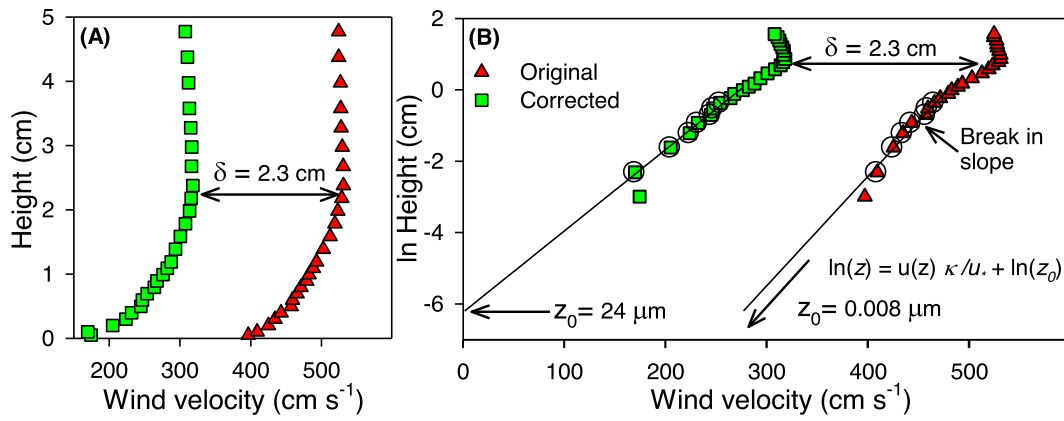 (A)
5
4
3
2
1
0
Height (cm)
δ = 2.3 cm
200 300 400 500
Wind velocity (cm s⁻¹)
(B)
2
0
-2
-4
-6
ln Height (cm)
Original
Corrected
δ = 2.3 cm
Break in
slope
ln(z) = u(z) κ/u* + ln(z₀)
z₀= 24 μm
z₀= 0.008 μm
0 100 200 300 400 500
Wind velocity (cm s⁻¹)